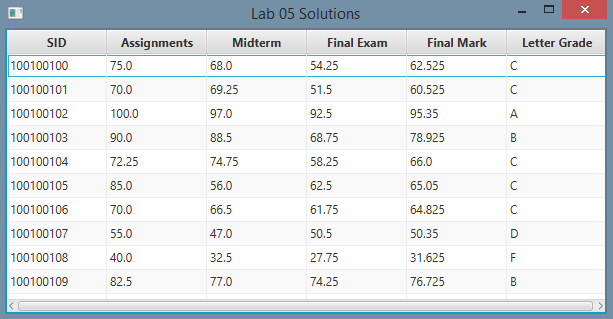 Lab 05 Solutions
SID Assignments Midterm Final Exam Final Mark Letter Grade
100100100 75.0 68.0 54.25 62.525 C
100100101 70.0 69.25 51.5 60.525 C
100100102 100.0 97.0 92.5 95.35 A
100100103 90.0 88.5 68.75 78.925 B
100100104 72.25 74.75 58.25 66.0 C
100100105 85.0 56.0 62.5 65.05 C
100100106 70.0 66.5 61.75 64.825 C
100100107 55.0 47.0 50.5 50.35 D
100100108 40.0 32.5 27.75 31.625 F
100100109 82.5 77.0 74.25 76.725 B